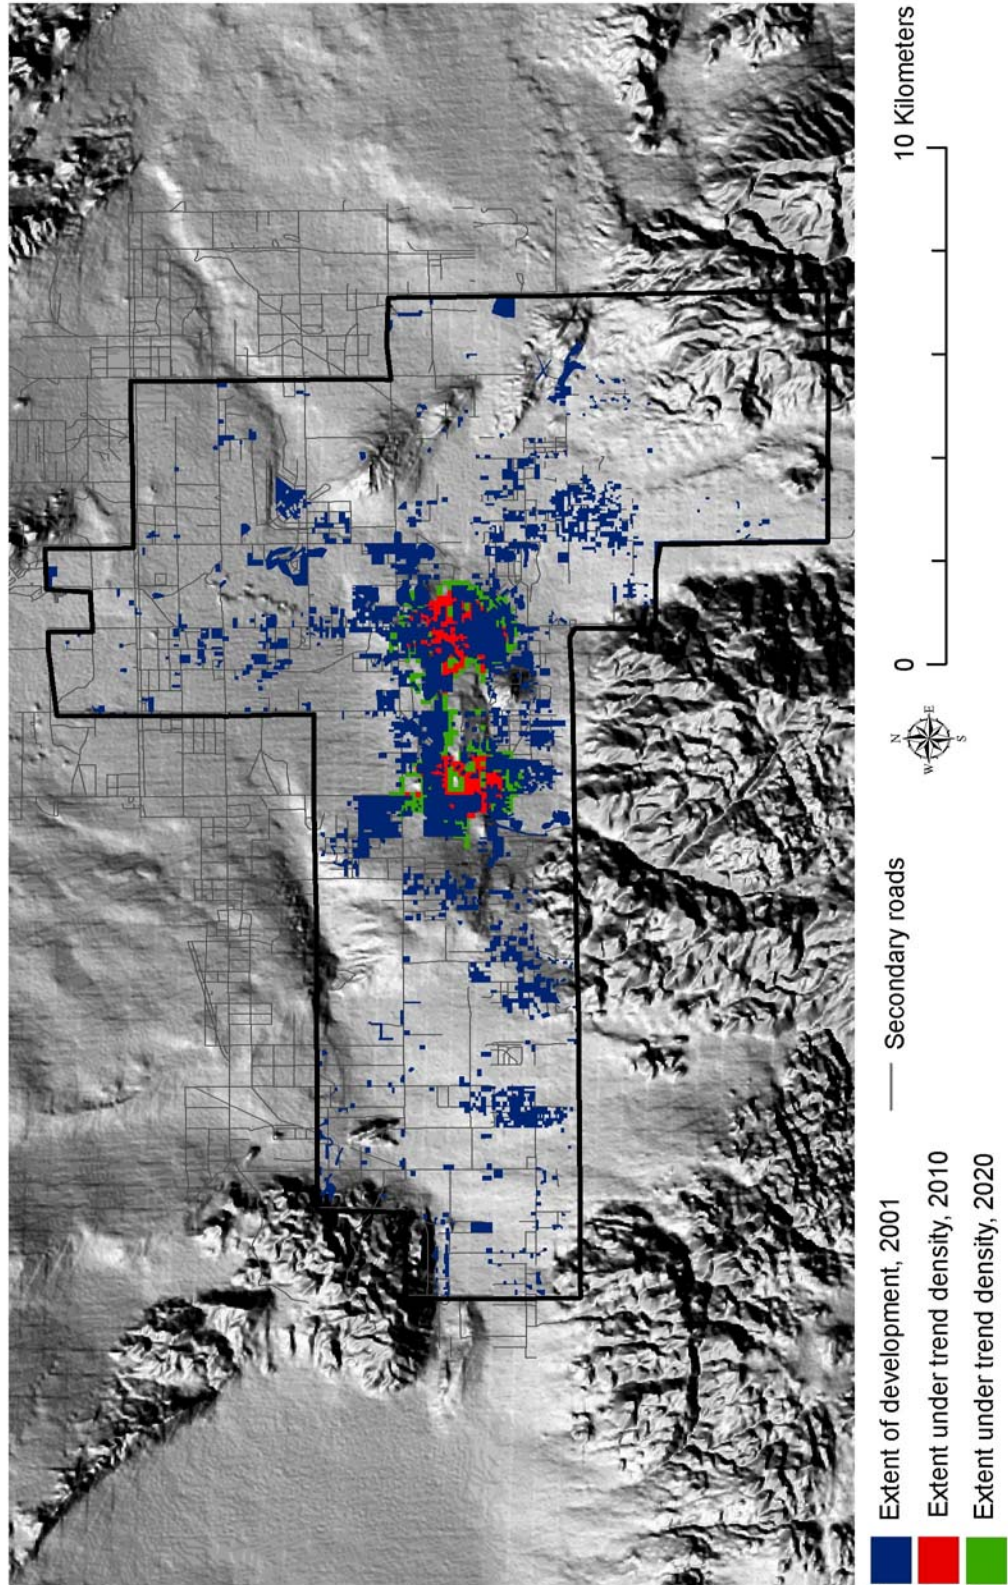 Extent of development, 2001
Extent under trend density, 2010
Extent under trend density, 2020
Secondary roads
N
W
E
S
0
10 Kilometers